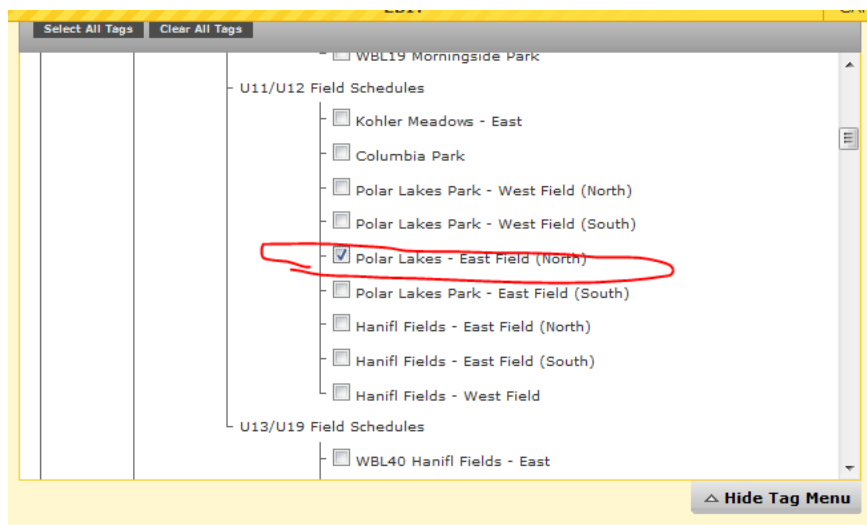 Select All Tags Clear All Tags
WBL19 Morningside Park
U11/U12 Field Schedules
Kohler Meadows - East
Columbia Park
Polar Lakes Park - West Field (North)
Polar Lakes Park - West Field (South)
Polar Lakes - East Field (North)
Polar Lakes Park - East Field (South)
Hanifl Fields - East Field (North)
Hanifl Fields - East Field (South)
Hanifl Fields - West Field
U13/U19 Field Schedules
WBL40 Hanifl Fields - East
Hide Tag Menu